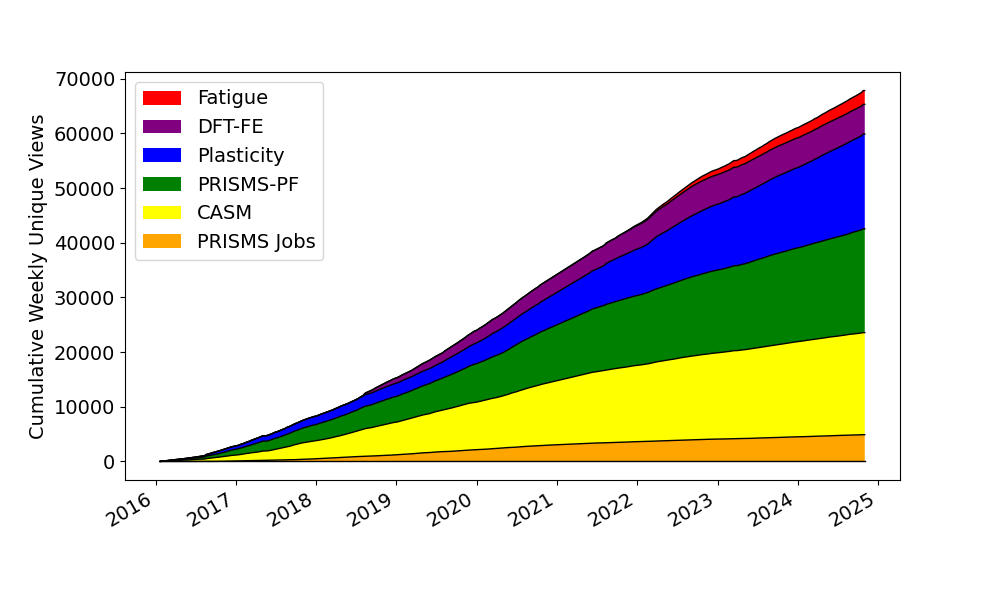 Cumulative Weekly Unique Views
70000
60000
50000
40000
30000
20000
10000
0
Fatigue
DFT-FE
Plasticity
PRISMS-PF
CASM
PRISMS Jobs
2016
2017
2018
2019
2020
2021
2022
2023
2024
2025